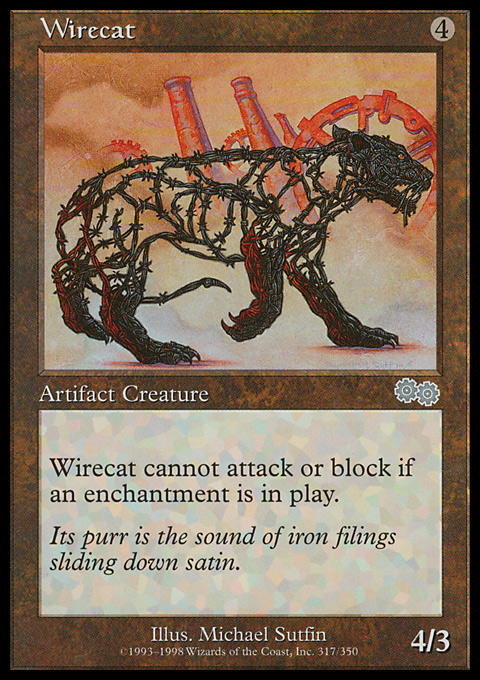 Wirecat
4
Artifact Creature
Wirecat cannot attack or block if
an enchantment is in play.
Its purr is the sound of iron filings
sliding down satin.
Illus. Michael Sutfin
©1993–1998 Wizards of the Coast, Inc. 317/350
4/3